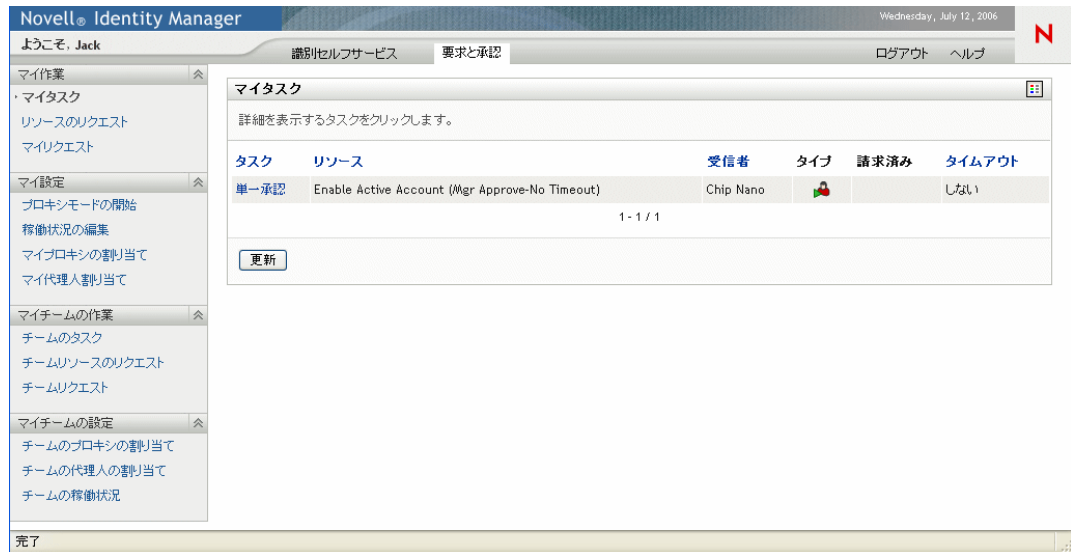 Novell® Identity Manager
Wednesday, July 12, 2006
N
ようこそ, Jack
識別セルフサービス 要求と承認 ログアウト ヘルプ
マイ作業
マイタスク
リソースのリクエスト
マイリクエスト
マイ設定
プロキシモードの開始
稼働状況の編集
マイプロキシの割り当て
マイ代理人割り当て
マイチームの作業
チームのタスク
チームリソースのリクエスト
チームリクエスト
マイチームの設定
チームのプロキシの割り当て
チームの代理人の割り当て
チームの稼働状況
マイタスク
詳細を表示するタスクをクリックします。
タスク リソース 受信者 タイプ 請求済み タイムアウト
単一承認 Enable Active Account (Mgr Approve-No Timeout) Chip Nano しない
1 - 1 / 1
更新
完了